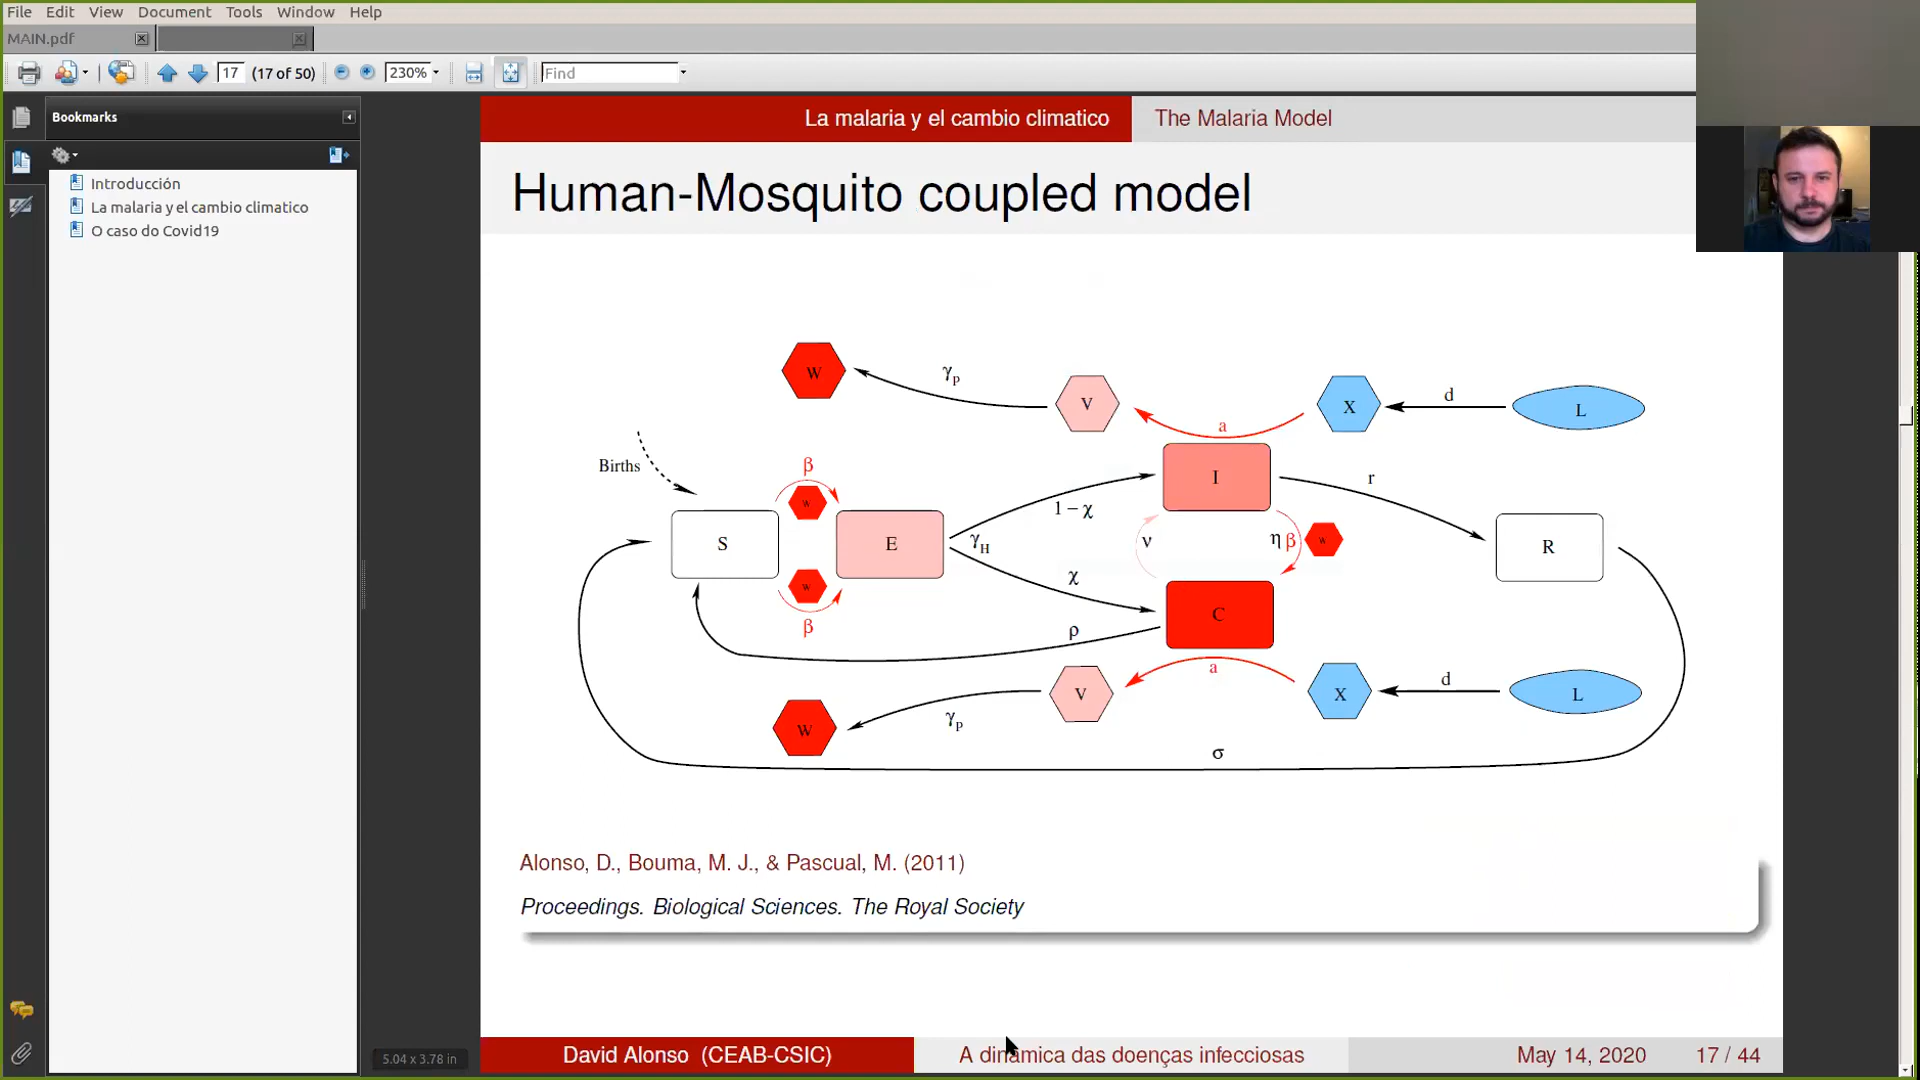 File Edit View Document Tools Window Help
MAIN.pdf
17 (17 of 50) 230% Find
Bookmarks
Introducción
La malaria y el cambio climatico
O caso do Covid19
La malaria y el cambio climatico The Malaria Model
Human-Mosquito coupled model
W γp V a X d L
Births β W I r
S E 1 − χ γH ν η β W R
W χ C
β ρ
W γp V a X d L
σ
Alonso, D., Bouma, M. J., & Pascual, M. (2011)
Proceedings. Biological Sciences. The Royal Society
5.04 x 3.78 in
David Alonso (CEAB-CSIC) A dinâmica das doenças infecciosas May 14, 2020 17 / 44